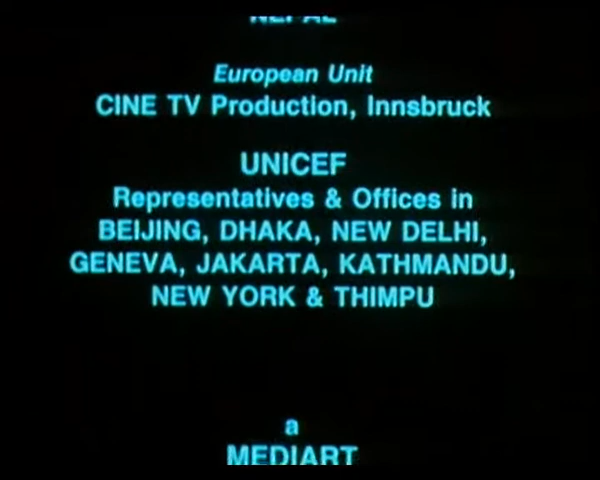 NEPAL
European Unit
CINE TV Production, Innsbruck
UNICEF
Representatives & Offices in
BEIJING, DHAKA, NEW DELHI,
GENEVA, JAKARTA, KATHMANDU,
NEW YORK & THIMPU
a
MEDIART